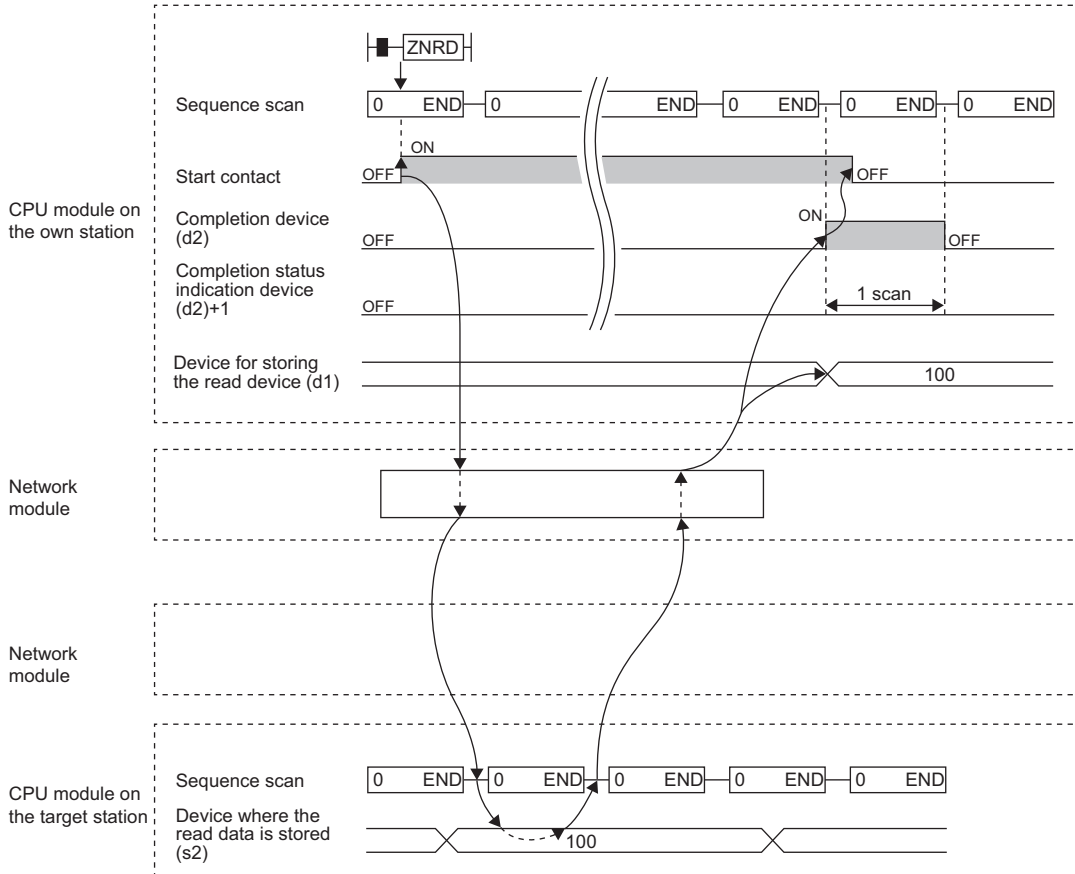 ZNRD
Sequence scan
0 END 0 END 0 END 0 END 0 END
ON
Start contact
OFF
OFF
CPU module on
the own station
Completion device
(d2)
ON
OFF
OFF
Completion status
indication device
(d2)+1
OFF
1 scan
Device for storing
the read device (d1)
100
Network
module
Network
module
CPU module on
the target station
Sequence scan
0 END 0 END 0 END 0 END 0 END
Device where the
read data is stored
(s2)
100